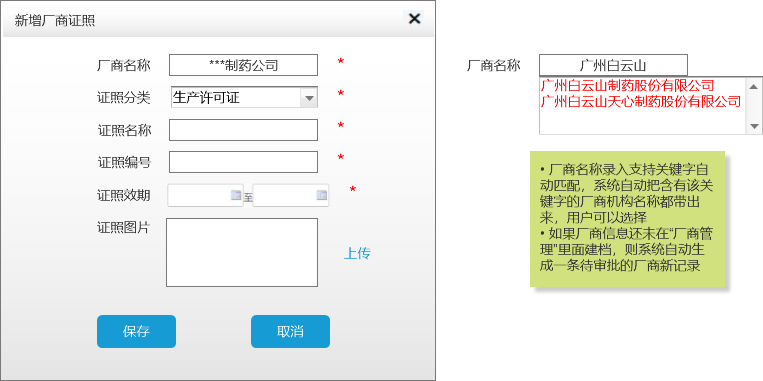 新增厂商证照
厂商名称 ***制药公司 *
证照分类 生产许可证 *
证照名称 *
证照编号 *
证照效期 至 *
证照图片
上传
保存 取消
厂商名称 广州白云山
广州白云山制药股份有限公司
广州白云山天心制药股份有限公司
• 厂商名称录入支持关键字自
动匹配，系统自动把含有该关
键字的厂商机构名称都带出
来，用户可以选择
• 如果厂商信息还未在“厂商管
理”里面建档，则系统自动生
成一条待审批的厂商新记录